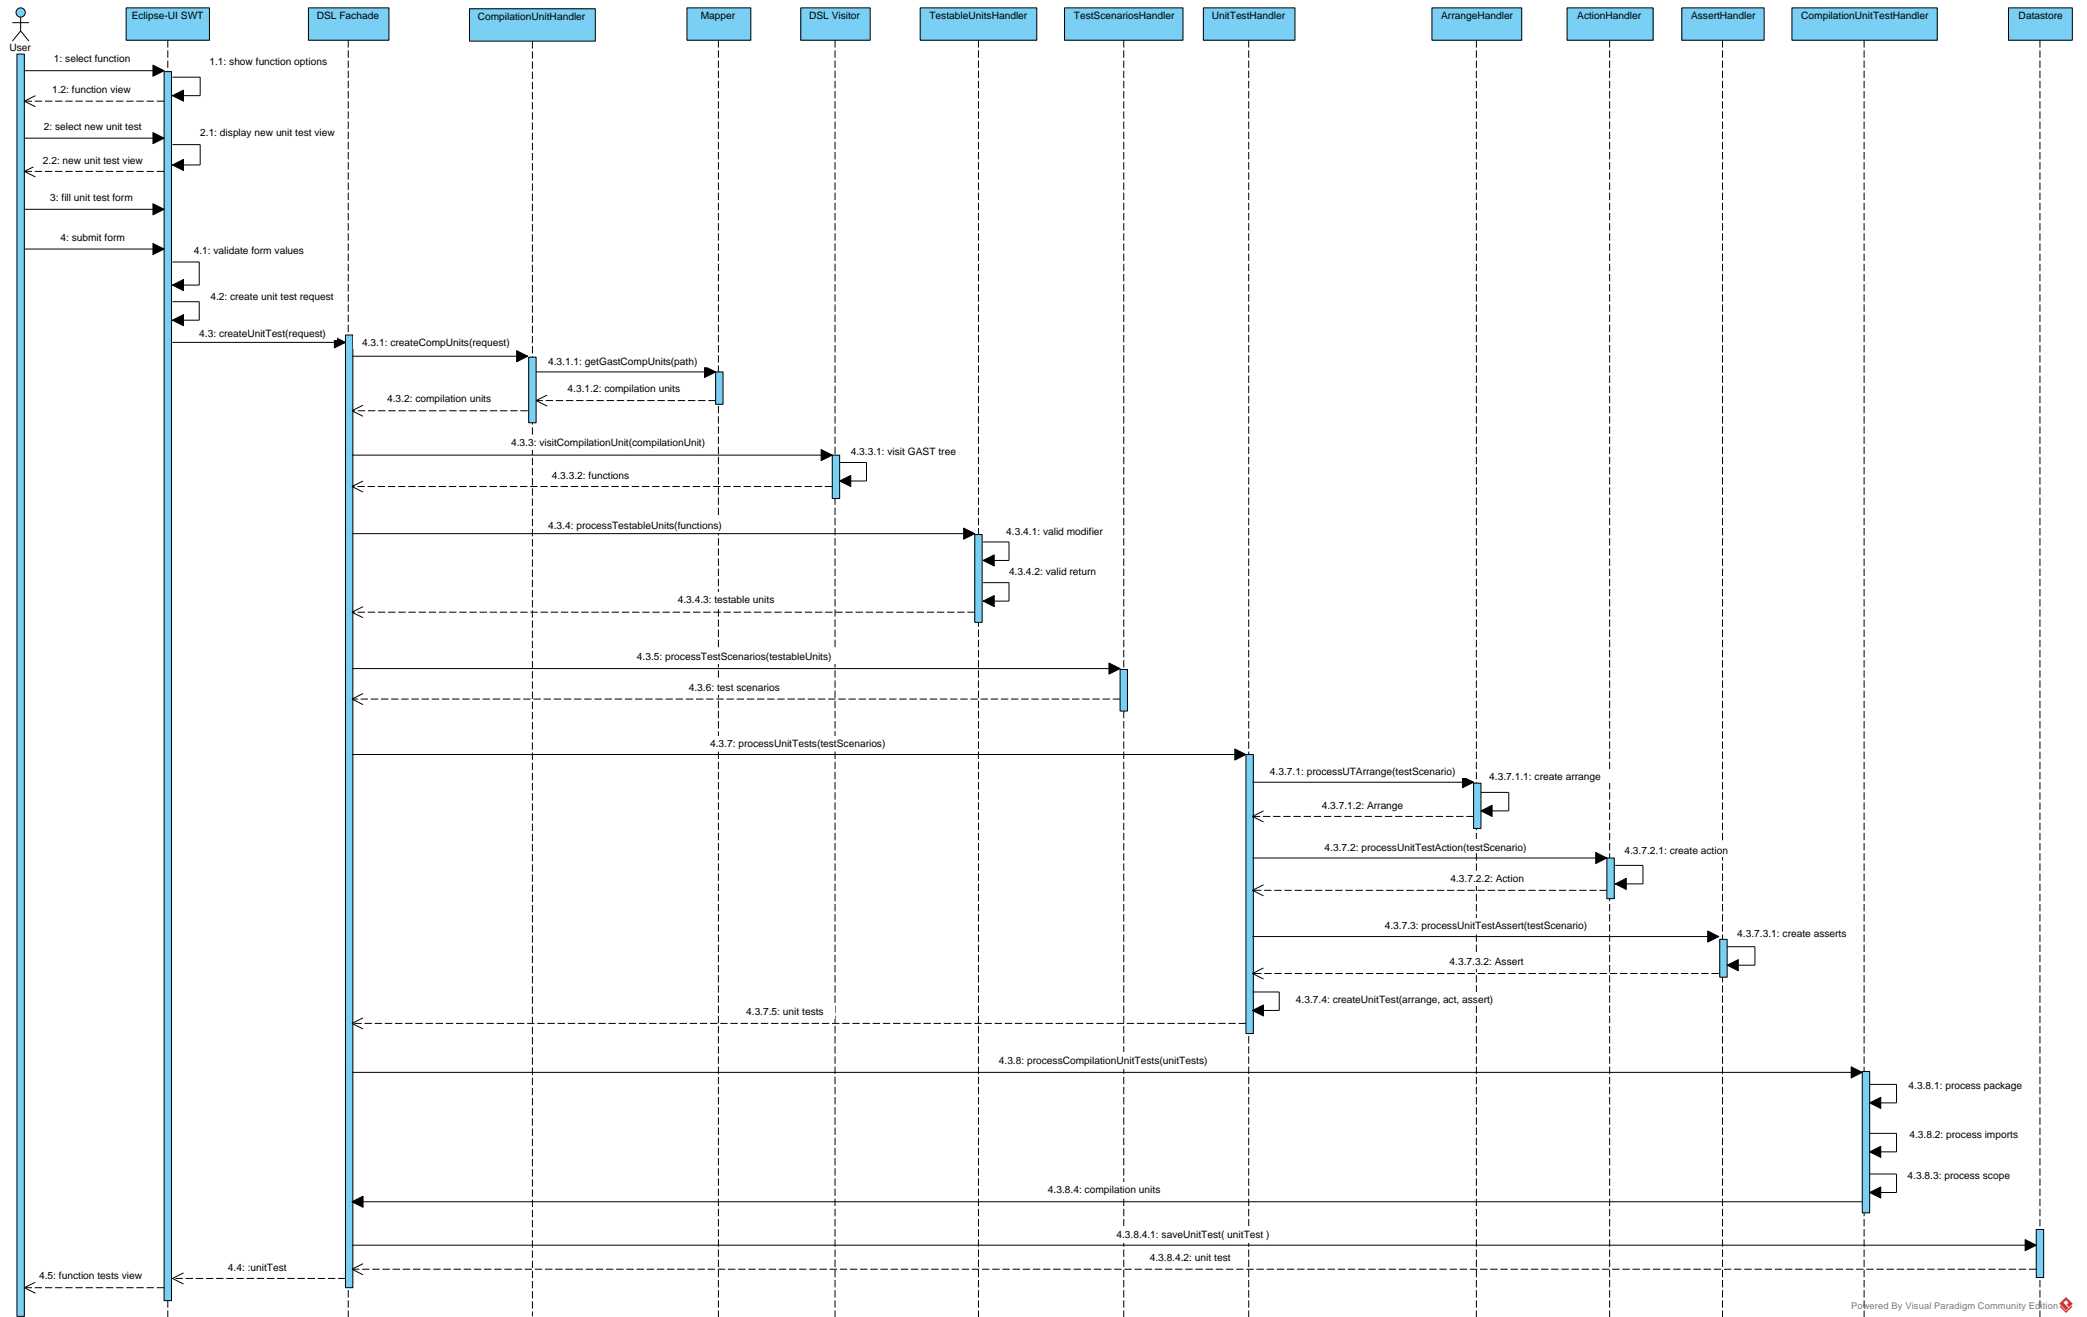 Eclipse-UI SWT
DSL Fachade
CompilationUnitHandler
Mapper
DSL Visitor
TestableUnitsHandler
TestScenariosHandler
UnitTestHandler
ArrangeHandler
ActionHandler
AssertHandler
CompilationUnitTestHandler
Datastore
User
1: select function
1.1: show function options
1.2: function view
2: select new unit test
2.1: display new unit test view
2.2: new unit test view
3: fill unit test form
4: submit form
4.1: validate form values
4.2: create unit test request
4.3: createUnitTest(request)
4.3.1: createCompUnits(request)
4.3.1.1: getGastCompUnits(path)
4.3.1.2: compilation units
4.3.2: compilation units
4.3.3: visitCompilationUnit(compilationUnit)
4.3.3.1: visit GAST tree
4.3.3.2: functions
4.3.4: processTestableUnits(functions)
4.3.4.1: valid modifier
4.3.4.2: valid return
4.3.4.3: testable units
4.3.5: processTestScenarios(testableUnits)
4.3.6: test scenarios
4.3.7: processUnitTests(testScenarios)
4.3.7.1: processUTArrange(testScenario)
4.3.7.1.1: create arrange
4.3.7.1.2: Arrange
4.3.7.2: processUnitTestAction(testScenario)
4.3.7.2.1: create action
4.3.7.2.2: Action
4.3.7.3: processUnitTestAssert(testScenario)
4.3.7.3.1: create asserts
4.3.7.3.2: Assert
4.3.7.4: createUnitTest(arrange, act, assert)
4.3.7.5: unit tests
4.3.8: processCompilationUnitTests(unitTests)
4.3.8.1: process package
4.3.8.2: process imports
4.3.8.3: process scope
4.3.8.4: compilation units
4.3.8.4.1: saveUnitTest( unitTest )
4.3.8.4.2: unit test
4.4: :unitTest
4.5: function tests view
Powered By Visual Paradigm Community Edition